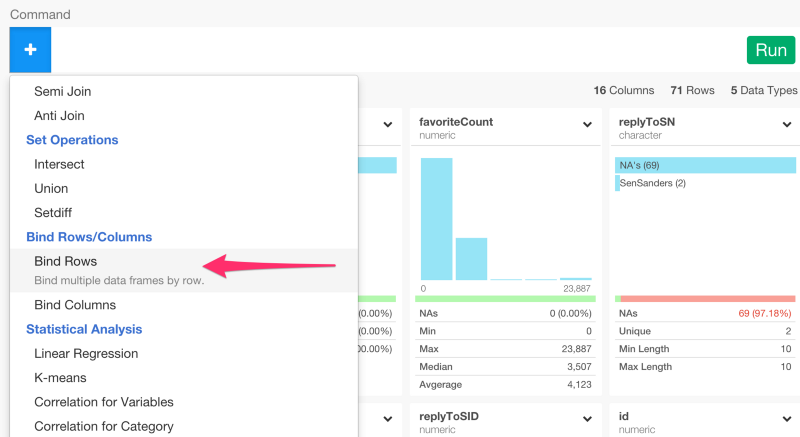 Command
+
Run
16 Columns 71 Rows 5 Data Types
Semi Join
Anti Join
Set Operations
Intersect
Union
Setdiff
Bind Rows/Columns
Bind Rows
Bind multiple data frames by row.
Bind Columns
Statistical Analysis
Linear Regression
K-means
Correlation for Variables
Correlation for Category
(0.00%)
(0.00%)
00.00%)
favoriteCount
numeric
0 23,887
NAs 0 (0.00%)
Min 0
Max 23,887
Median 3,507
Avgerage 4,123
replyToSID
numeric
replyToSN
character
NA's (69)
SenSanders (2)
NAs 69 (97.18%)
Unique 2
Min Length 10
Max Length 10
id
numeric